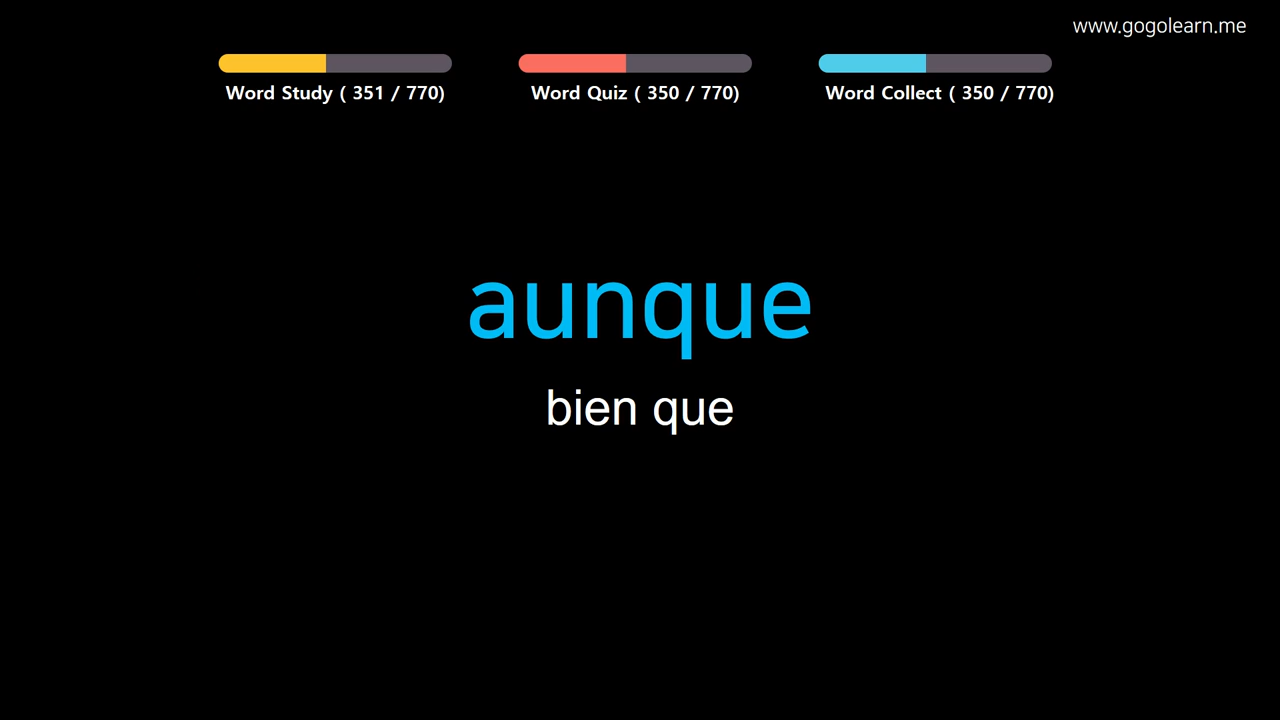 www.gogolearn.me
Word Study ( 351 / 770)
Word Quiz ( 350 / 770)
Word Collect ( 350 / 770)
aunque
bien que